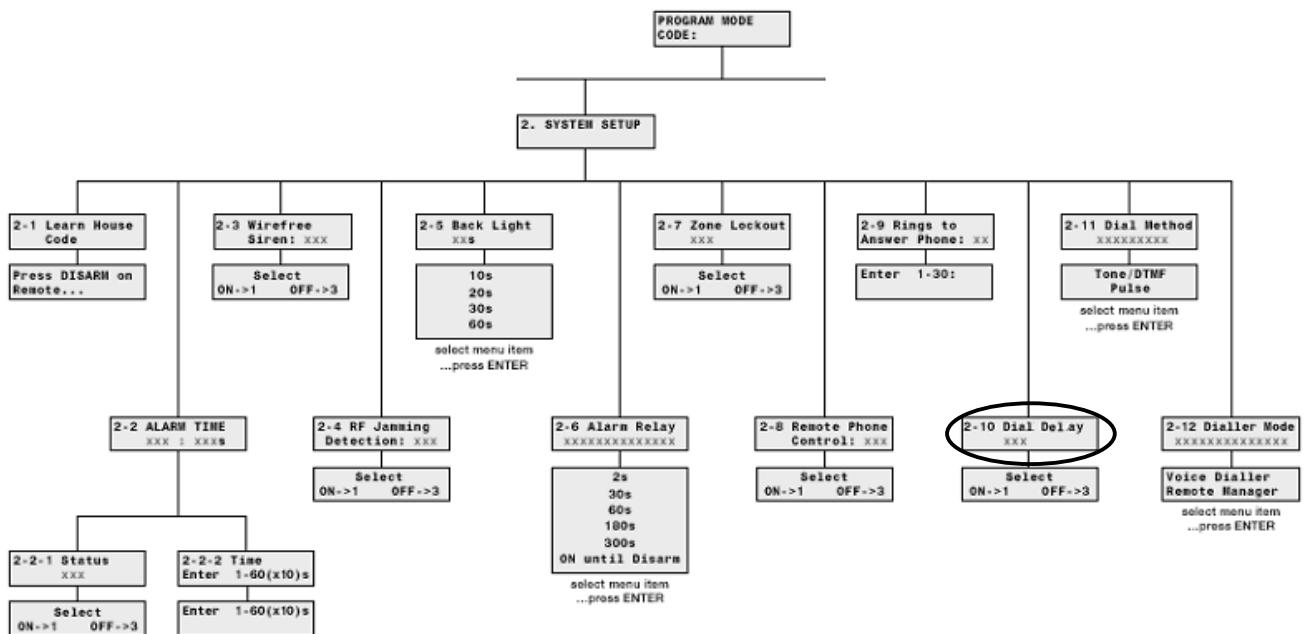 PROGRAM MODE
CODE:
2. SYSTEM SETUP
2-1 Learn House
Code
Press DISARM on
Remote...
2-3 Wirefree
Siren: xxx
Select
ON->1 OFF->3
2-5 Back Light
xxs
10s
20s
30s
60s
select menu item
...press ENTER
2-7 Zone Lockout
xxx
Select
ON->1 OFF->3
2-9 Rings to
Answer Phone: xx
Enter 1-30:
2-11 Dial Method
xxxxxxxxx
Tone/DTMF
Pulse
select menu item
...press ENTER
2-2 ALARM TIME
xxx : xxxs
2-4 RF Jamming
Detection: xxx
Select
ON->1 OFF->3
2-6 Alarm Relay
xxxxxxxxxxxxxx
2s
30s
60s
180s
300s
ON until Disarm
select menu item
...press ENTER
2-8 Remote Phone
Control: xxx
Select
ON->1 OFF->3
2-10 Dial Delay
xxx
Select
ON->1 OFF->3
2-12 Dialler Mode
xxxxxxxxxxxxxx
Voice Dialler
Remote Manager
select menu item
...press ENTER
2-2-1 Status
xxx
Select
ON->1 OFF->3
2-2-2 Time
Enter 1-60(x10)s
Enter 1-60(x10)s